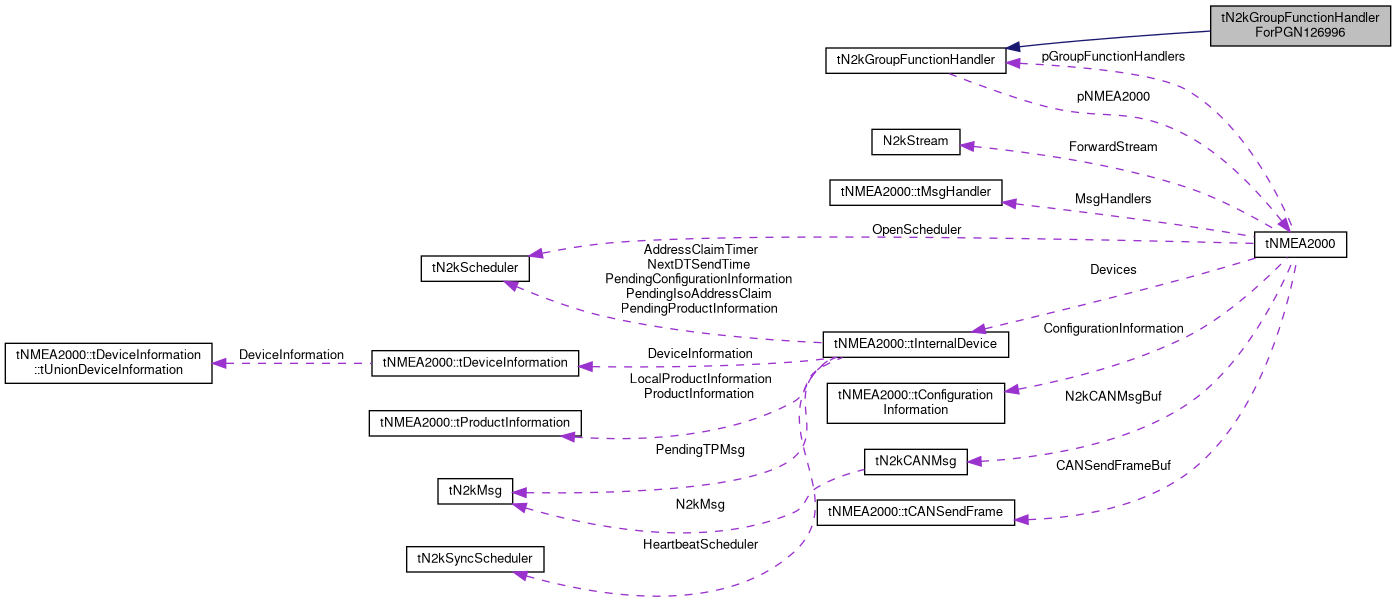 tN2kGroupFunctionHandler
ForPGN126996
tN2kGroupFunctionHandler
pGroupFunctionHandlers
pNMEA2000
N2kStream
ForwardStream
tNMEA2000::tMsgHandler
MsgHandlers
OpenScheduler
tNMEA2000
AddressClaimTimer
NextDTSendTime
PendingConfigurationInformation
PendingIsoAddressClaim
PendingProductInformation
tN2kScheduler
Devices
ConfigurationInformation
tNMEA2000::tInternalDevice
tNMEA2000::tDeviceInformation
::tUnionDeviceInformation
DeviceInformation
tNMEA2000::tDeviceInformation
DeviceInformation
LocalProductInformation
ProductInformation
tNMEA2000::tConfiguration
Information
N2kCANMsgBuf
tNMEA2000::tProductInformation
PendingTPMsg
tN2kCANMsg
CANSendFrameBuf
tN2kMsg
N2kMsg
tNMEA2000::tCANSendFrame
HeartbeatScheduler
tN2kSyncScheduler